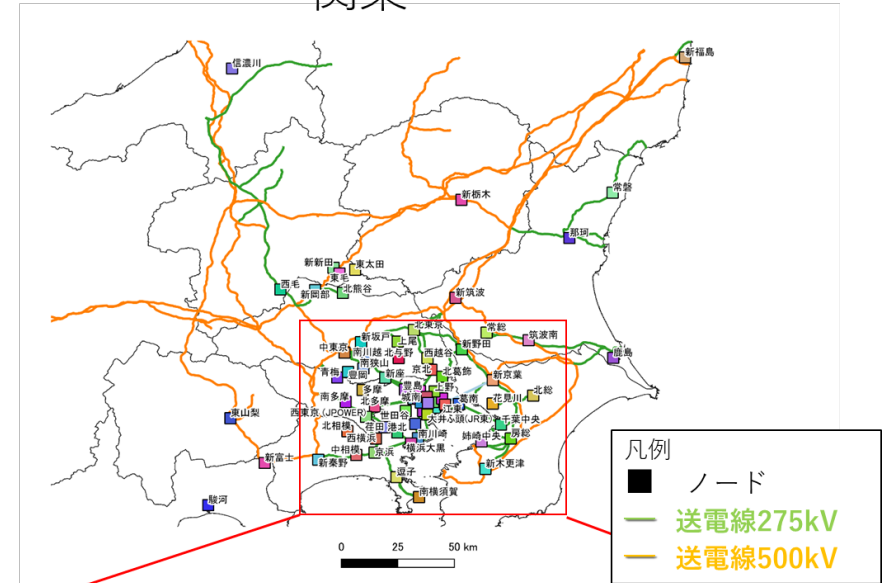 関東
信濃川
新福島
常磐
新栃木
那珂
新新田
東太田
東毛
西毛
新岡部
北熊谷
新筑波
北東京
常総
新坂戸
上尾
筑波南
中東京
南川越
北与野
西越谷
新野田
鹿島
南狭山
京北
北葛飾
青梅
豊岡
新座
新京葉
多摩
豊島
上野
北総
南多摩
北多摩
城南
葛南
花見川
江東
東山梨
西東京(JPOWER)
世田谷
大井ふ頭(JR東)
千葉中央
北相模
荏田
港北
西横浜
南川崎
姉崎中央
房総
中相模
京浜
横浜大黒
新富士
新秦野
新木更津
逗子
駿河
南横須賀
0 25 50 km
凡例
ノード
送電線275kV
送電線500kV